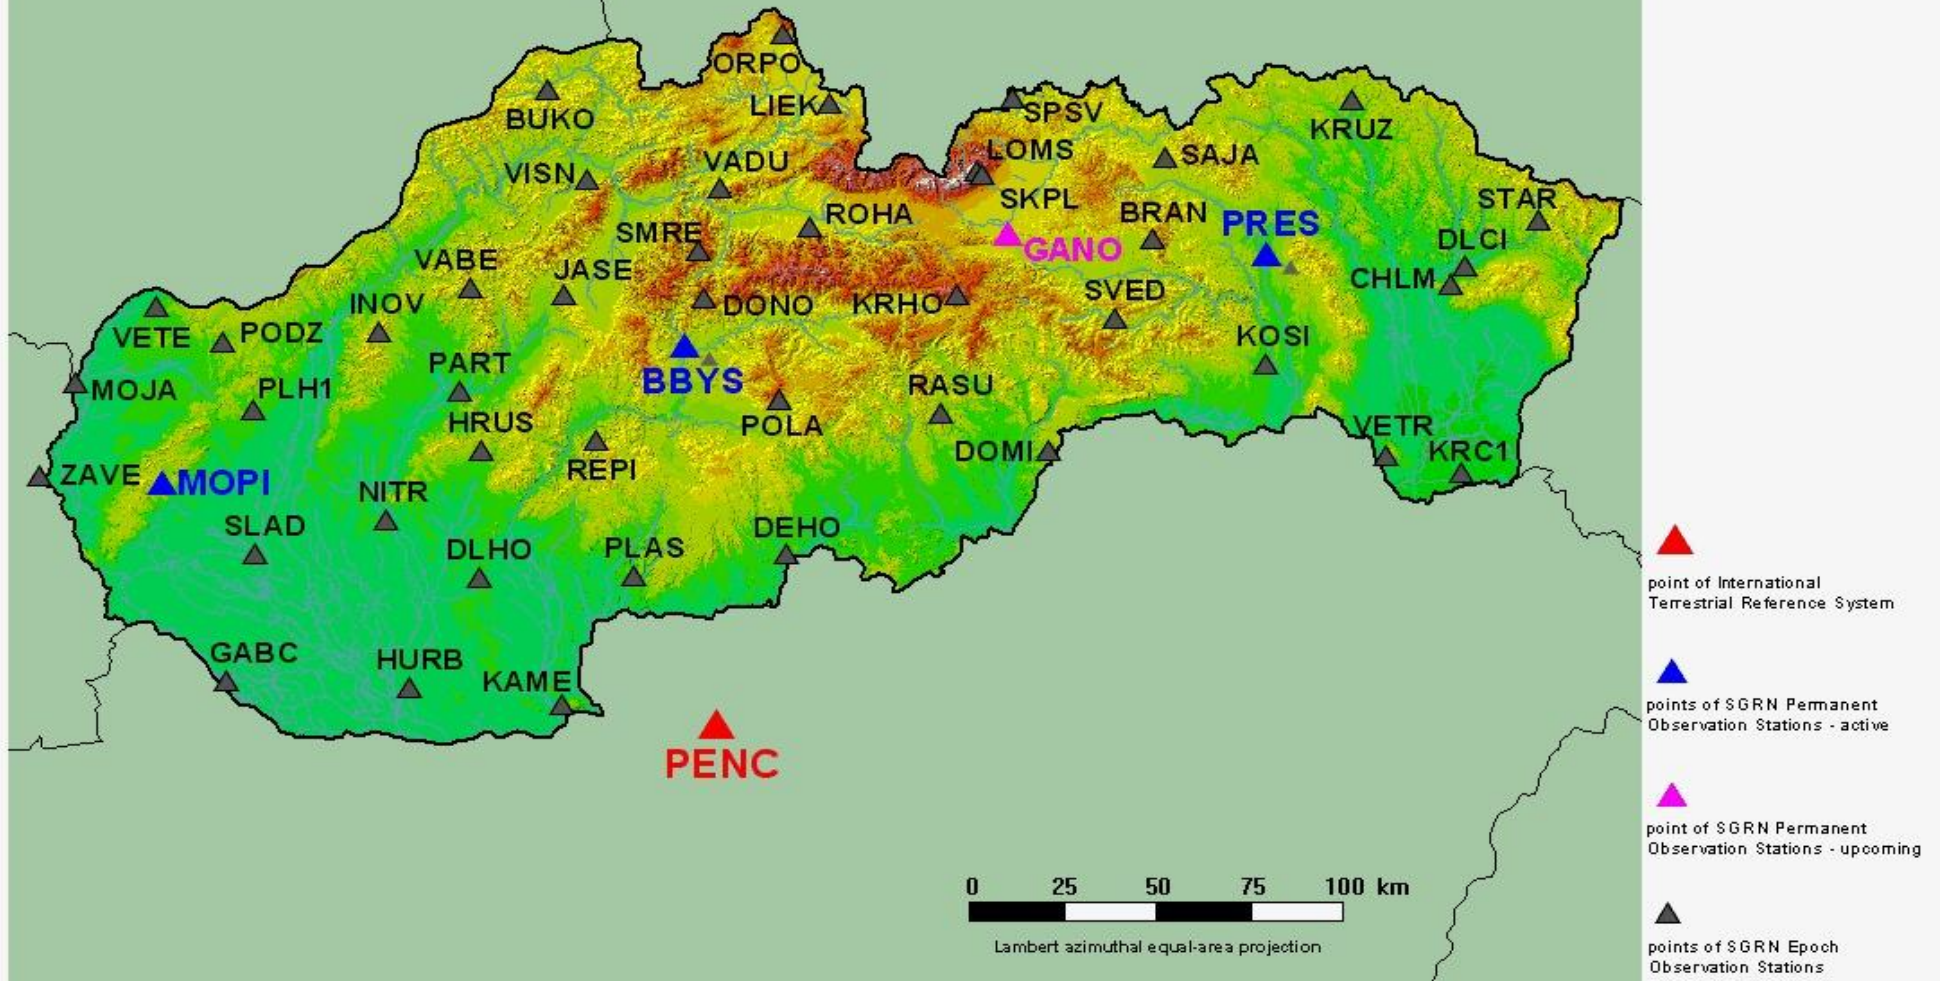 ORPO
LIEK
BUKO
SPSV
KRUZ
LOMS
SAJA
VADU
VISN
SKPL
STAR
ROHA
BRAN
PRES
SMRE
GANO
DLCI
VABE
JASE
CHLM
INOV
DONO
KRHO
SVED
VETE
PODZ
KOSI
PART
BBYS
MOJA
PLH1
RASU
HRUS
POLA
VETR
DOMI
KRC1
REPI
ZAVE
MOPI
NITR
SLAD
DEHO
DLHO
PLAS
GABC
HURB
KAME
PENC
0 25 50 75 100 km
Lambert azimuthal equal-area projection
point of International
Terrestrial Reference System
points of SGRN Permanent
Observation Stations - active
point of SGRN Permanent
Observation Stations - upcoming
points of SGRN Epoch
Observation Stations